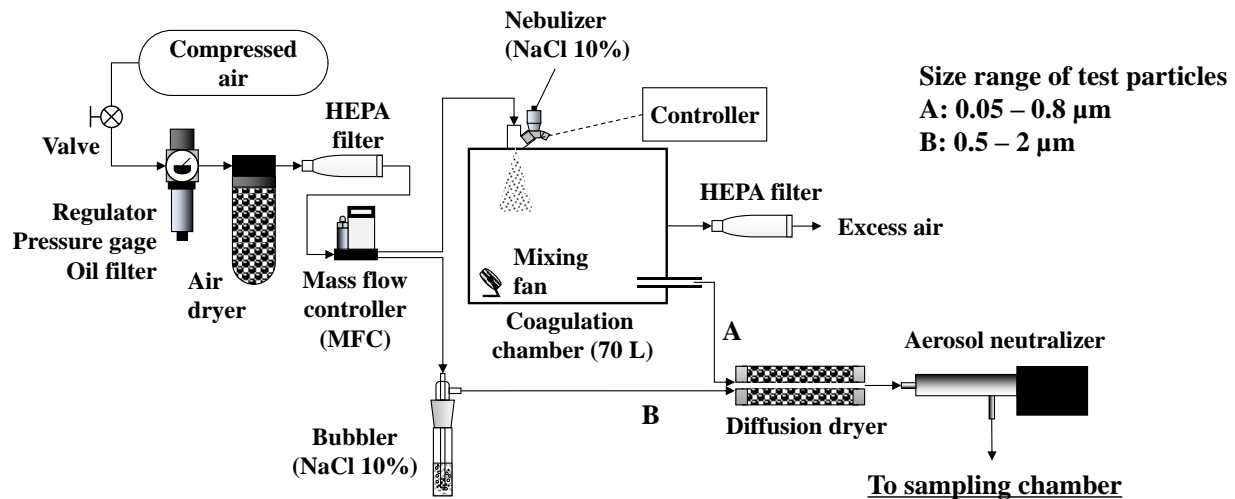 Compressed
air
Valve
Regulator
Pressure gage
Oil filter
Air
dryer
HEPA
filter
Mass flow
controller
(MFC)
Nebulizer
(NaCl 10%)
Controller
Mixing
fan
Coagulation
chamber (70 L)
HEPA filter
Excess air
Size range of test particles
A: 0.05 – 0.8 μm
B: 0.5 – 2 μm
A
B
Bubbler
(NaCl 10%)
Diffusion dryer
Aerosol neutralizer
To sampling chamber